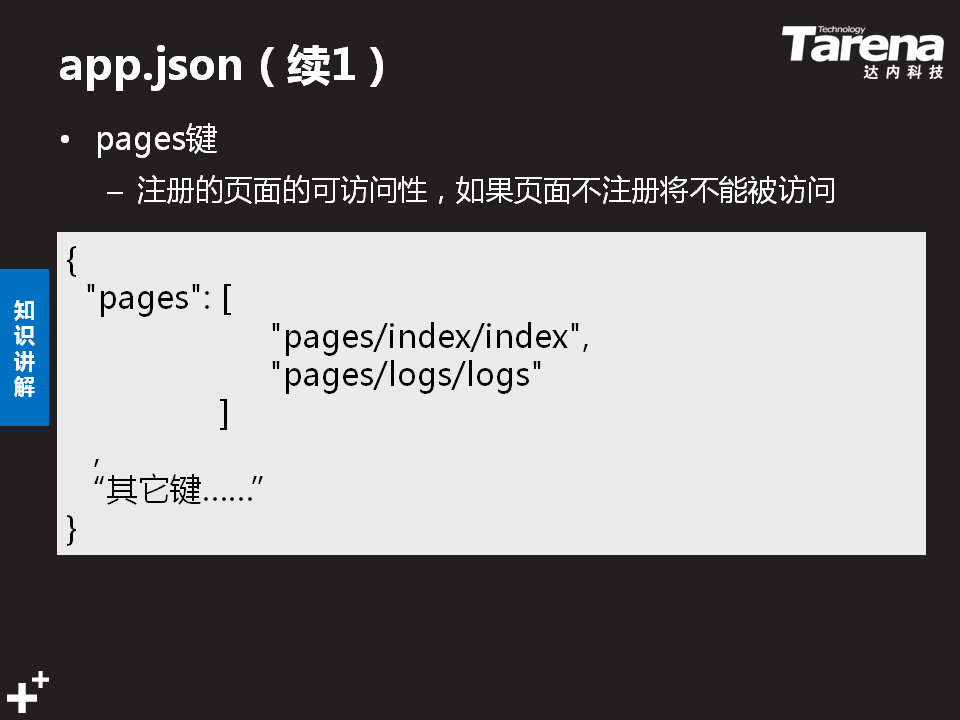 app.json（续1）
Technology
Tarena
达内科技
• pages键
– 注册的页面的可访问性，如果页面不注册将不能被访问
知识讲解
{
"pages": [
"pages/index/index",
"pages/logs/logs"
]
,
“其它键……”
}